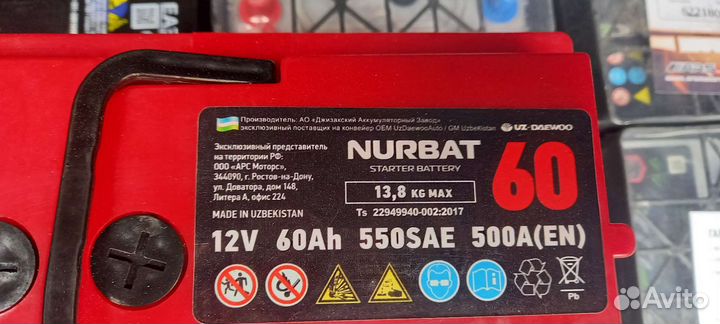 Производитель: АО «Джизакский Аккумуляторный Завод»
эксклюзивный поставщик на конвейер OEM UzDaewooAuto / GM Uzbekistan
UZ-DAEWOO
Эксклюзивный представитель
на территории РФ:
ООО «АРС Моторс»,
344090, г. Ростов-на-Дону,
ул. Доватора, дом 148,
Литера А, офис 224
NURBAT
STARTER BATTERY
60
13,8 KG MAX
MADE IN UZBEKISTAN
Ts 22949940-002:2017
12V 60Ah 550SAE 500A(EN)
Pb
Avito